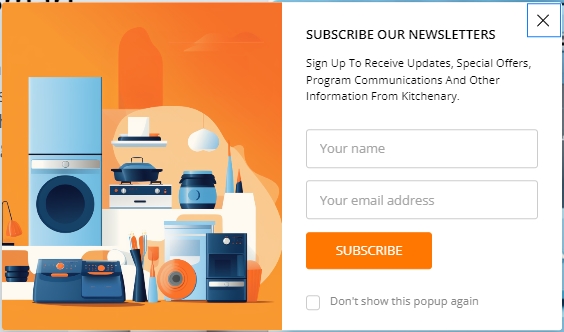 SUBSCRIBE OUR NEWSLETTERS
Sign Up To Receive Updates, Special Offers,
Program Communications And Other
Information From Kitchenary.
Your name
Your email address
SUBSCRIBE
Don't show this popup again